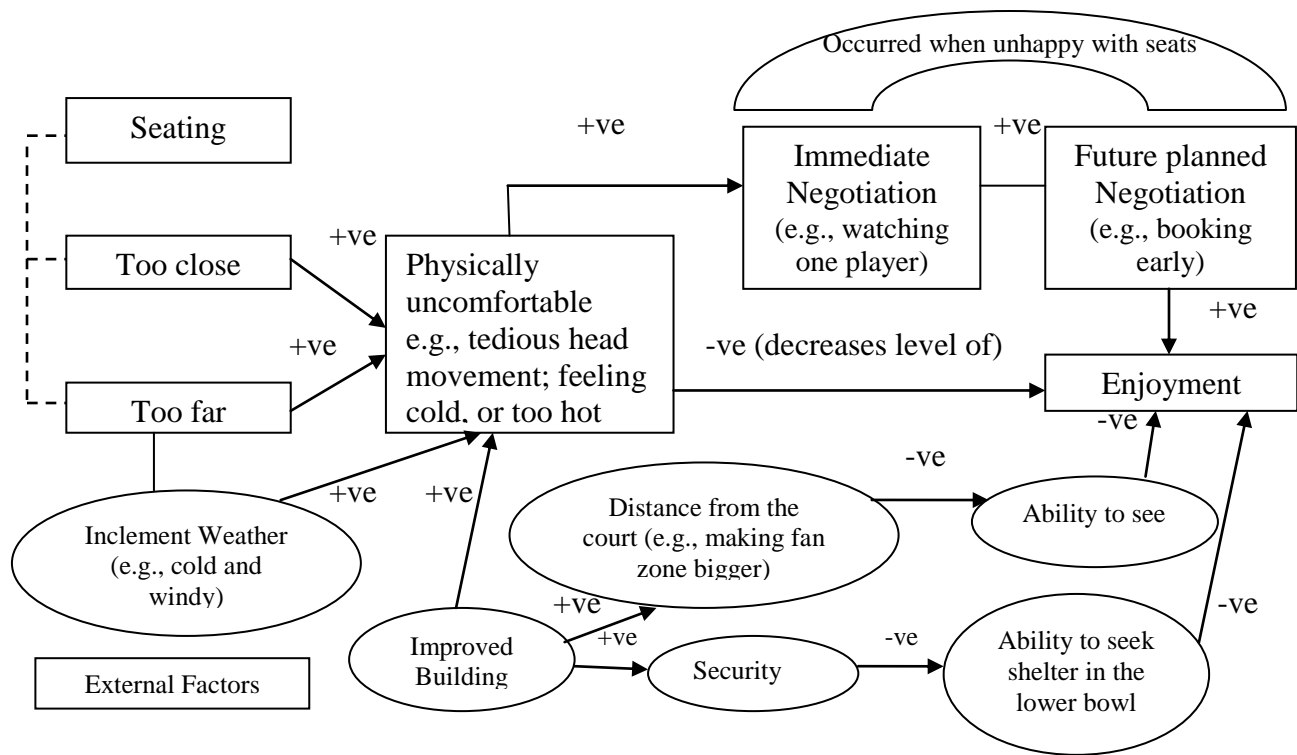 Occurred when unhappy with seats
Seating
+ve
Immediate
Negotiation
(e.g., watching
one player)
+ve
Future planned
Negotiation
(e.g., booking
early)
+ve
Too close
Physically
uncomfortable
e.g., tedious head
movement; feeling
cold, or too hot
+ve
+ve
-ve (decreases level of)
Enjoyment
Too far
-ve
-ve
+ve
+ve
Inclement Weather
(e.g., cold and
windy)
Distance from the
court (e.g., making fan
zone bigger)
Ability to see
+ve
+ve
-ve
-ve
Improved
Building
Security
Ability to seek
shelter in the
lower bowl
External Factors